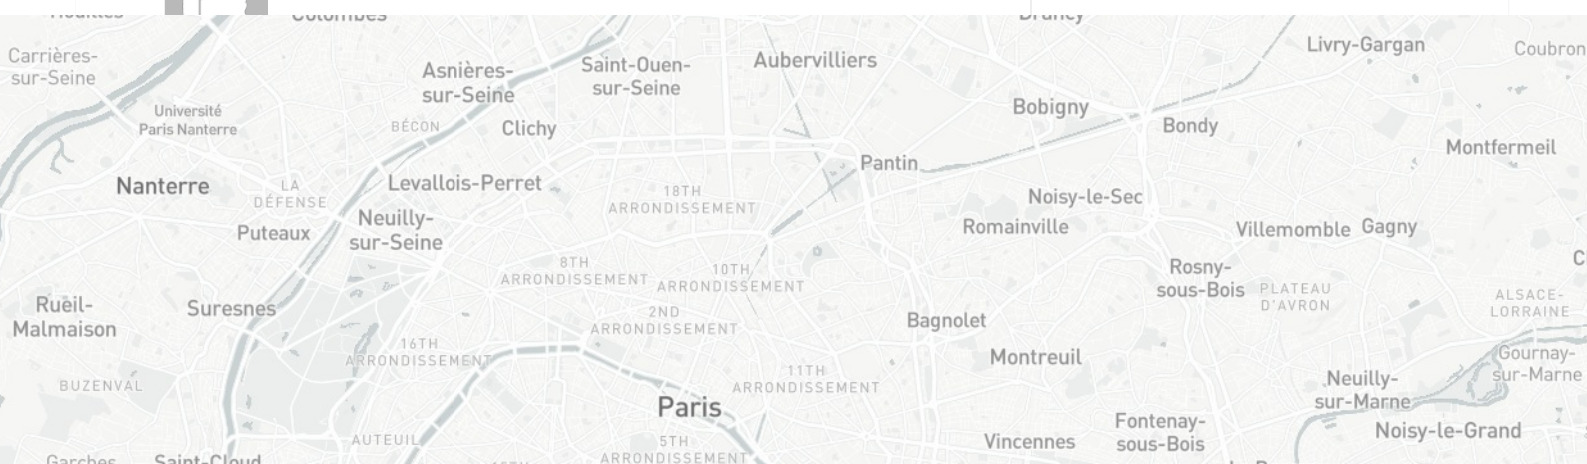 Colombes
Drancy
Carrières-
sur-Seine
Asnières-
sur-Seine
Saint-Ouen-
sur-Seine
Aubervilliers
Livry-Gargan
Coubron
Université
Paris Nanterre
BÉCON
Clichy
Bobigny
Bondy
Montfermeil
Pantin
Nanterre
LA
DÉFENSE
Levallois-Perret
18TH
ARRONDISSEMENT
Noisy-le-Sec
Puteaux
Neuilly-
sur-Seine
Romainville
Villemomble
Gagny
8TH
ARRONDISSEMENT
10TH
ARRONDISSEMENT
Rosny-
sous-Bois
PLATEAU
D'AVRON
Rueil-
Malmaison
Suresnes
2ND
ARRONDISSEMENT
Bagnolet
ALSACE-
LORRAINE
16TH
ARRONDISSEMENT
Montreuil
Gournay-
sur-Marne
BUZENVAL
11TH
ARRONDISSEMENT
Neuilly-
sur-Marne
Paris
AUTEUIL
5TH
ARRONDISSEMENT
Vincennes
Fontenay-
sous-Bois
Noisy-le-Grand
Garches
Saint-Cloud